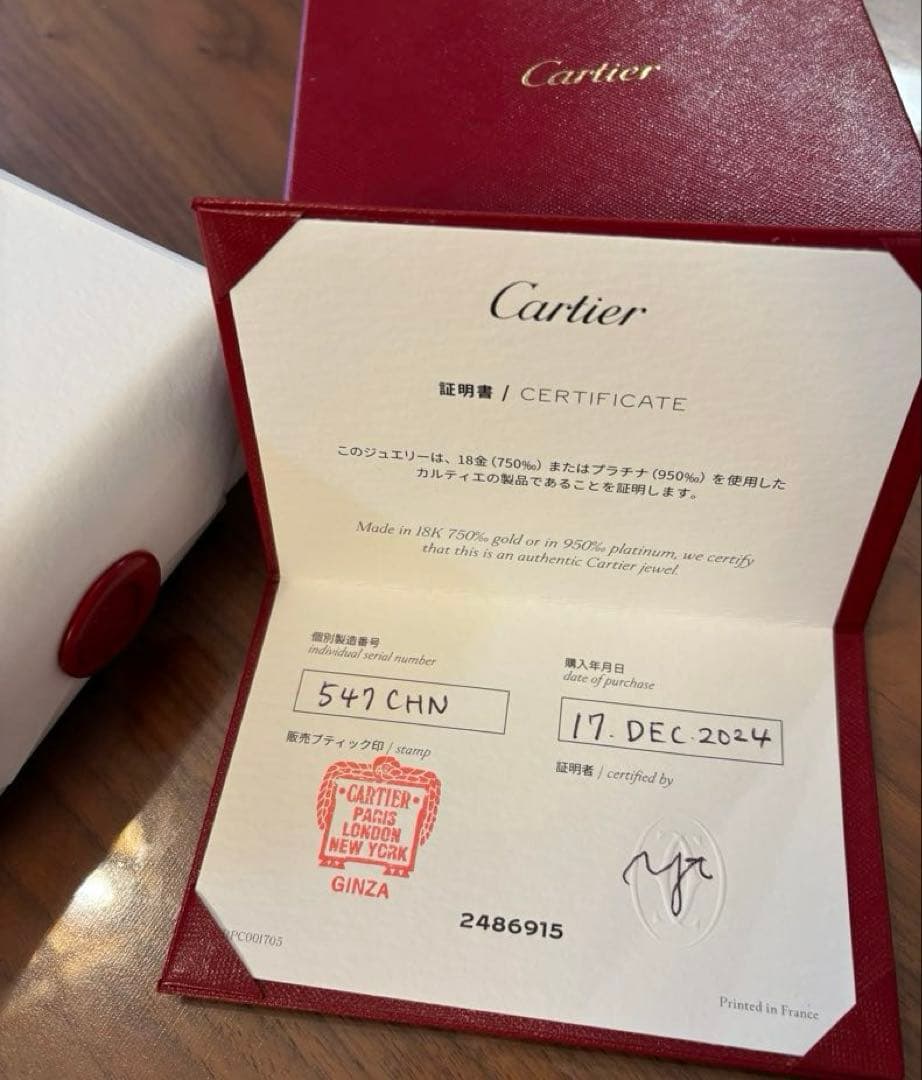 Cartier
Cartier
証明書 / CERTIFICATE
このジュエリーは、18金 (750‰) またはプラチナ (950‰) を使用した
カルティエの製品であることを証明します。
Made in 18K 750‰ gold or in 950‰ platinum, we certify
that this is an authentic Cartier jewel.
個別製造番号
individual serial number
547 CHN
購入年月日
date of purchase
17. DEC. 2024
販売ブティック印 / stamp
CARTIER
PARIS
LONDON
NEW YORK
GINZA
証明者 / certified by
2486915
PC001705
Printed in France